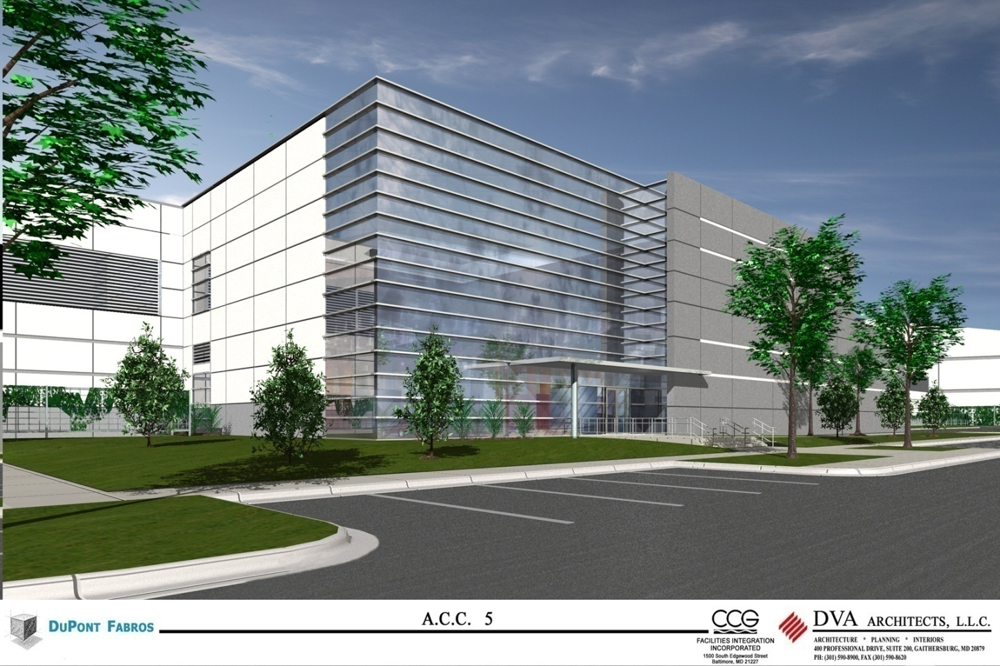 DuPont Fabros
A.C.C. 5
CCG
FACILITIES INTEGRATION
INCORPORATED
1500 South Edgewood Street
Baltimore, MD 21227
DVA ARCHITECTS, L.L.C.
ARCHITECTURE * PLANNING * INTERIORS
400 PROFESSIONAL DRIVE, SUITE 200, GAITHERSBURG, MD 20879
PH: (301) 590-8900, FAX (301) 590-8620